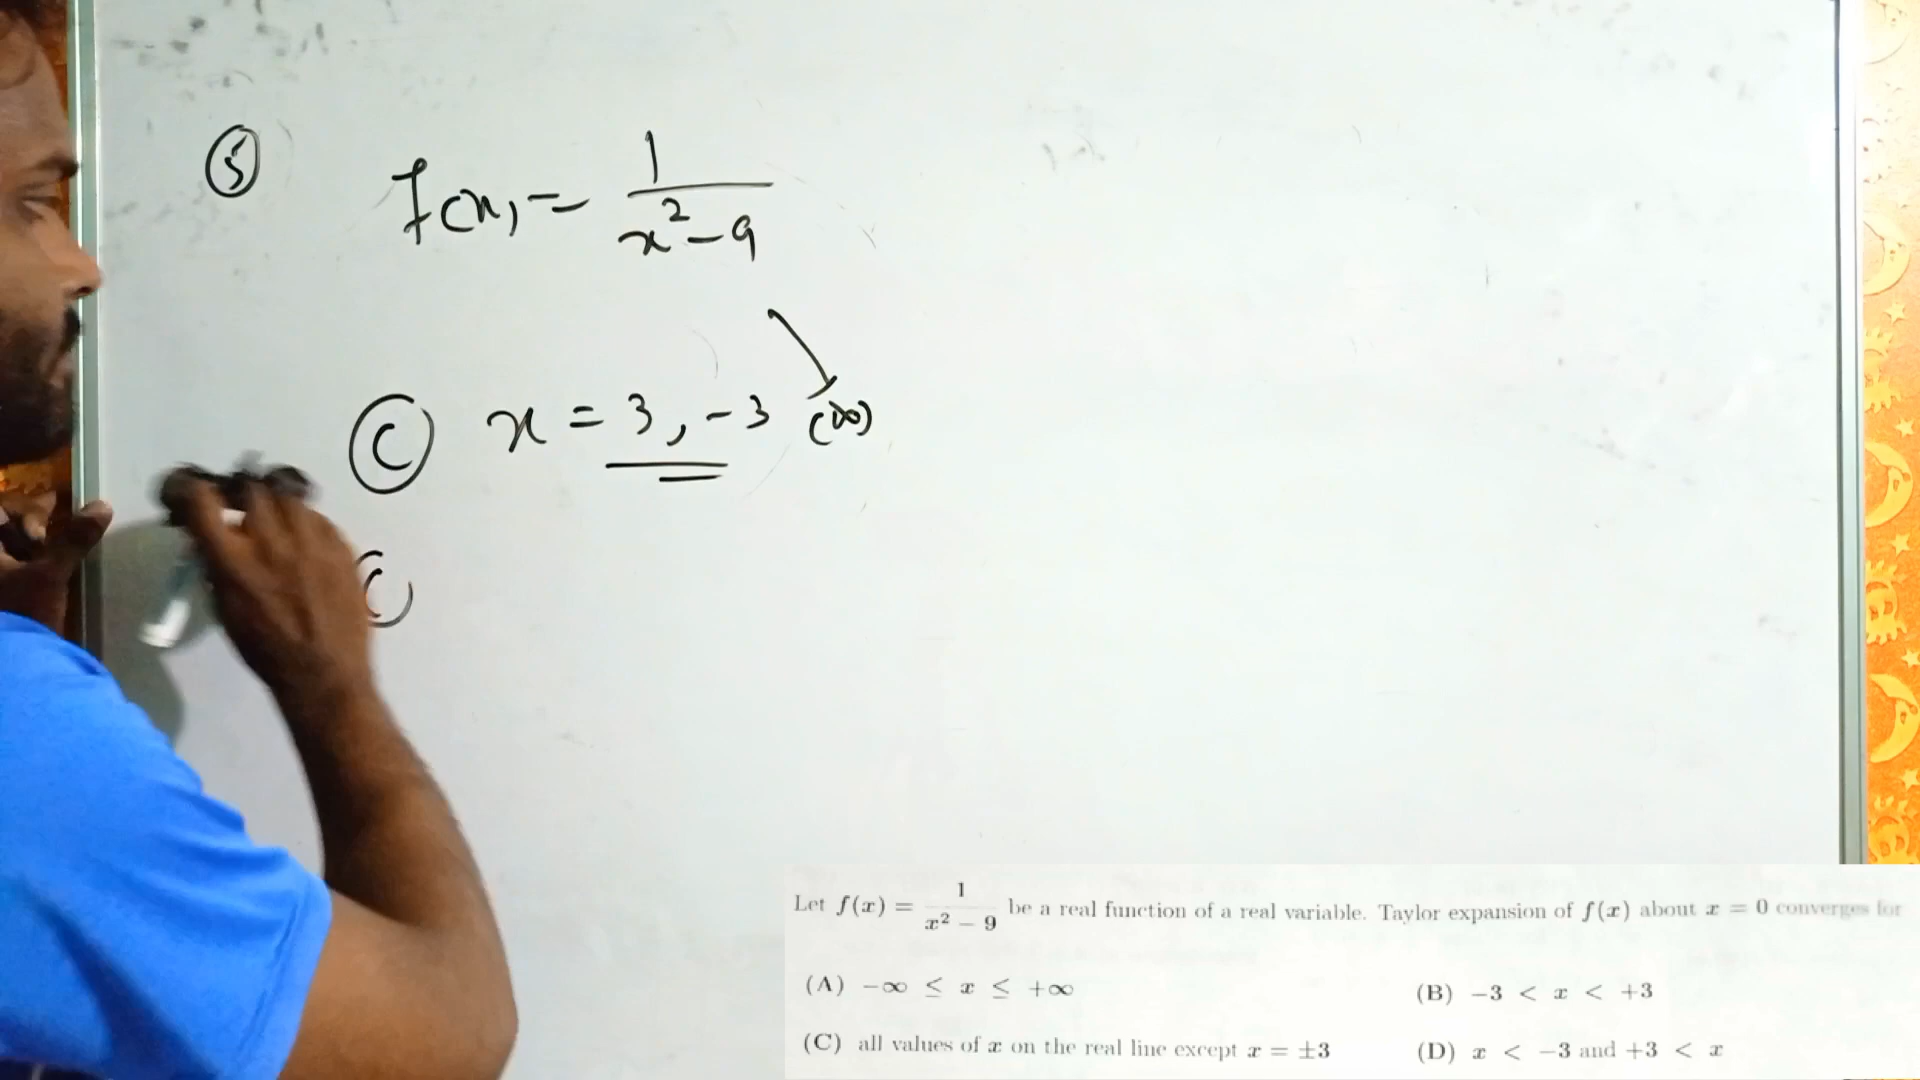 5
f(x) = 1/(x² - 9)
C x = 3, -3 (∞)
C
Let f(x) = 1/(x² − 9) be a real function of a real variable. Taylor expansion of f(x) about x = 0 converges for
(A) −∞ ≤ x ≤ +∞ (B) −3 < x < +3
(C) all values of x on the real line except x = ±3 (D) x < −3 and +3 < x